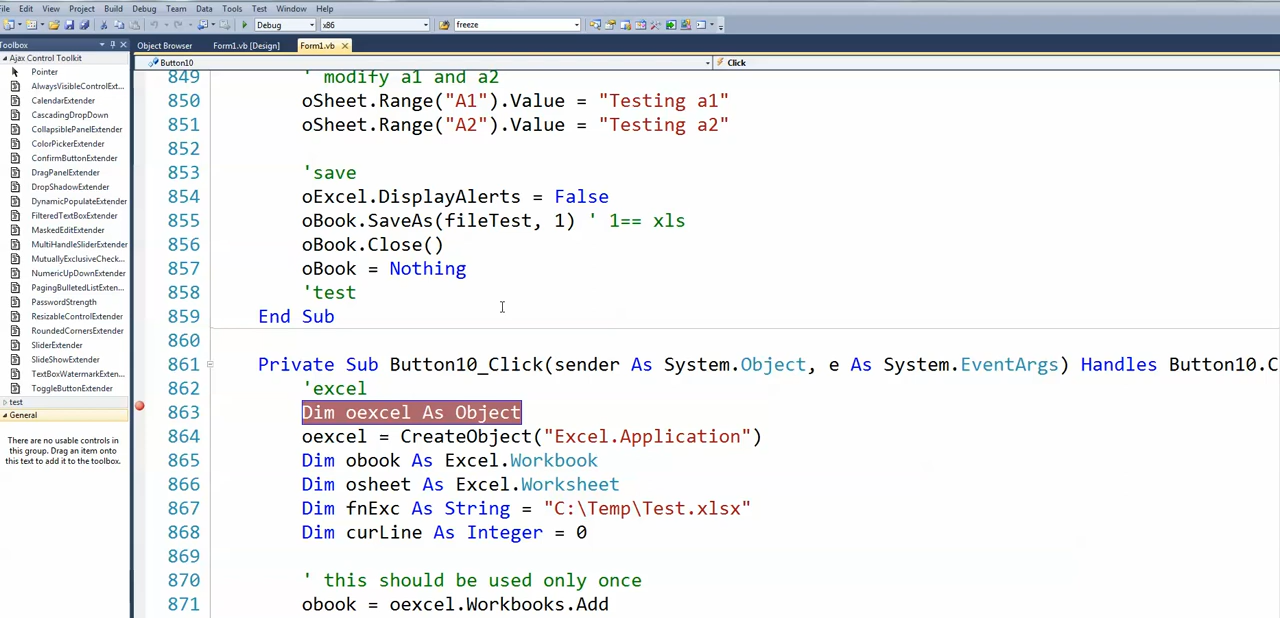 File Edit View Project Build Debug Team Data Tools Test Window Help
Debug x86 freeze
Toolbox
Object Browser Form1.vb [Design] Form1.vb
Button10 Click
Ajax Control Toolkit
Pointer
AlwaysVisibleControlExt...
CalendarExtender
CascadingDropDown
CollapsiblePanelExtender
ColorPickerExtender
ConfirmButtonExtender
DragPanelExtender
DropShadowExtender
DynamicPopulateExtender
FilteredTextBoxExtender
MaskedEditExtender
MultiHandleSliderExtender
MutuallyExclusiveCheck...
NumericUpDownExtender
PagingBulletedListExtend...
PasswordStrength
ResizableControlExtender
RoundedCornersExtender
SliderExtender
SlideShowExtender
TextBoxWatermarkExtend...
ToggleButtonExtender
test
General
There are no usable controls in
this group. Drag an item onto
this text to add it to the toolbox.
849 ' modify a1 and a2
850 oSheet.Range("A1").Value = "Testing a1"
851 oSheet.Range("A2").Value = "Testing a2"
852
853 'save
854 oExcel.DisplayAlerts = False
855 oBook.SaveAs(fileTest, 1) ' 1== xls
856 oBook.Close()
857 oBook = Nothing
858 'test
859 End Sub
860
861 Private Sub Button10_Click(sender As System.Object, e As System.EventArgs) Handles Button10.C
862 'excel
863 Dim oexcel As Object
864 oexcel = CreateObject("Excel.Application")
865 Dim obook As Excel.Workbook
866 Dim osheet As Excel.Worksheet
867 Dim fnExc As String = "C:\Temp\Test.xlsx"
868 Dim curLine As Integer = 0
869
870 ' this should be used only once
871 obook = oexcel.Workbooks.Add